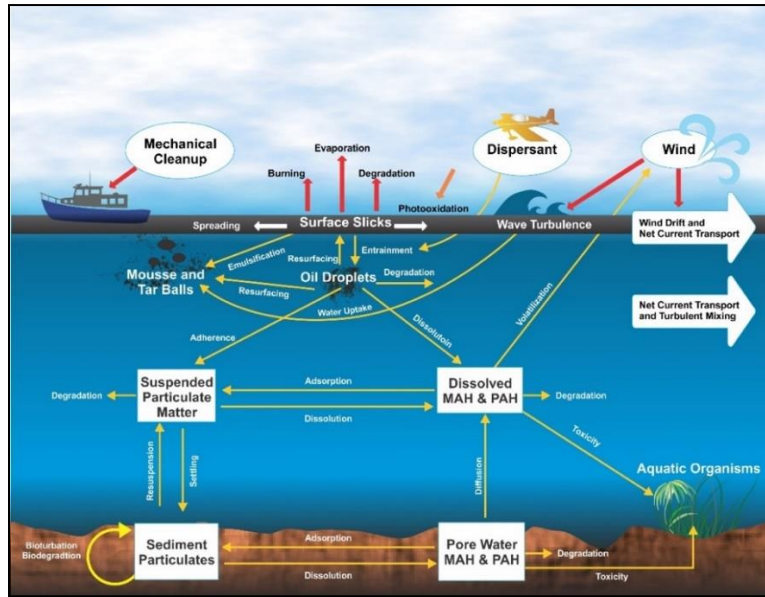 Mechanical
Cleanup
Dispersant
Wind
Evaporation
Burning
Degradation
Photooxidation
Spreading
Surface Slicks
Wave Turbulence
Wind Drift and
Net Current Transport
Emulsification
Resurfacing
Entrainment
Mousse and
Tar Balls
Oil Droplets
Degradation
Resurfacing
Water Uptake
Volatilization
Net Current Transport
and Turbulent Mixing
Adherence
Dissolutoin
Suspended
Particulate
Matter
Adsorption
Dissolved
MAH & PAH
Degradation
Degradation
Dissolution
Toxicity
Resuspension
Settling
Diffusion
Aquatic Organisms
Bioturbation
Biodegradtion
Sediment
Particulates
Adsorption
Pore Water
MAH & PAH
Degradation
Dissolution
Toxicity